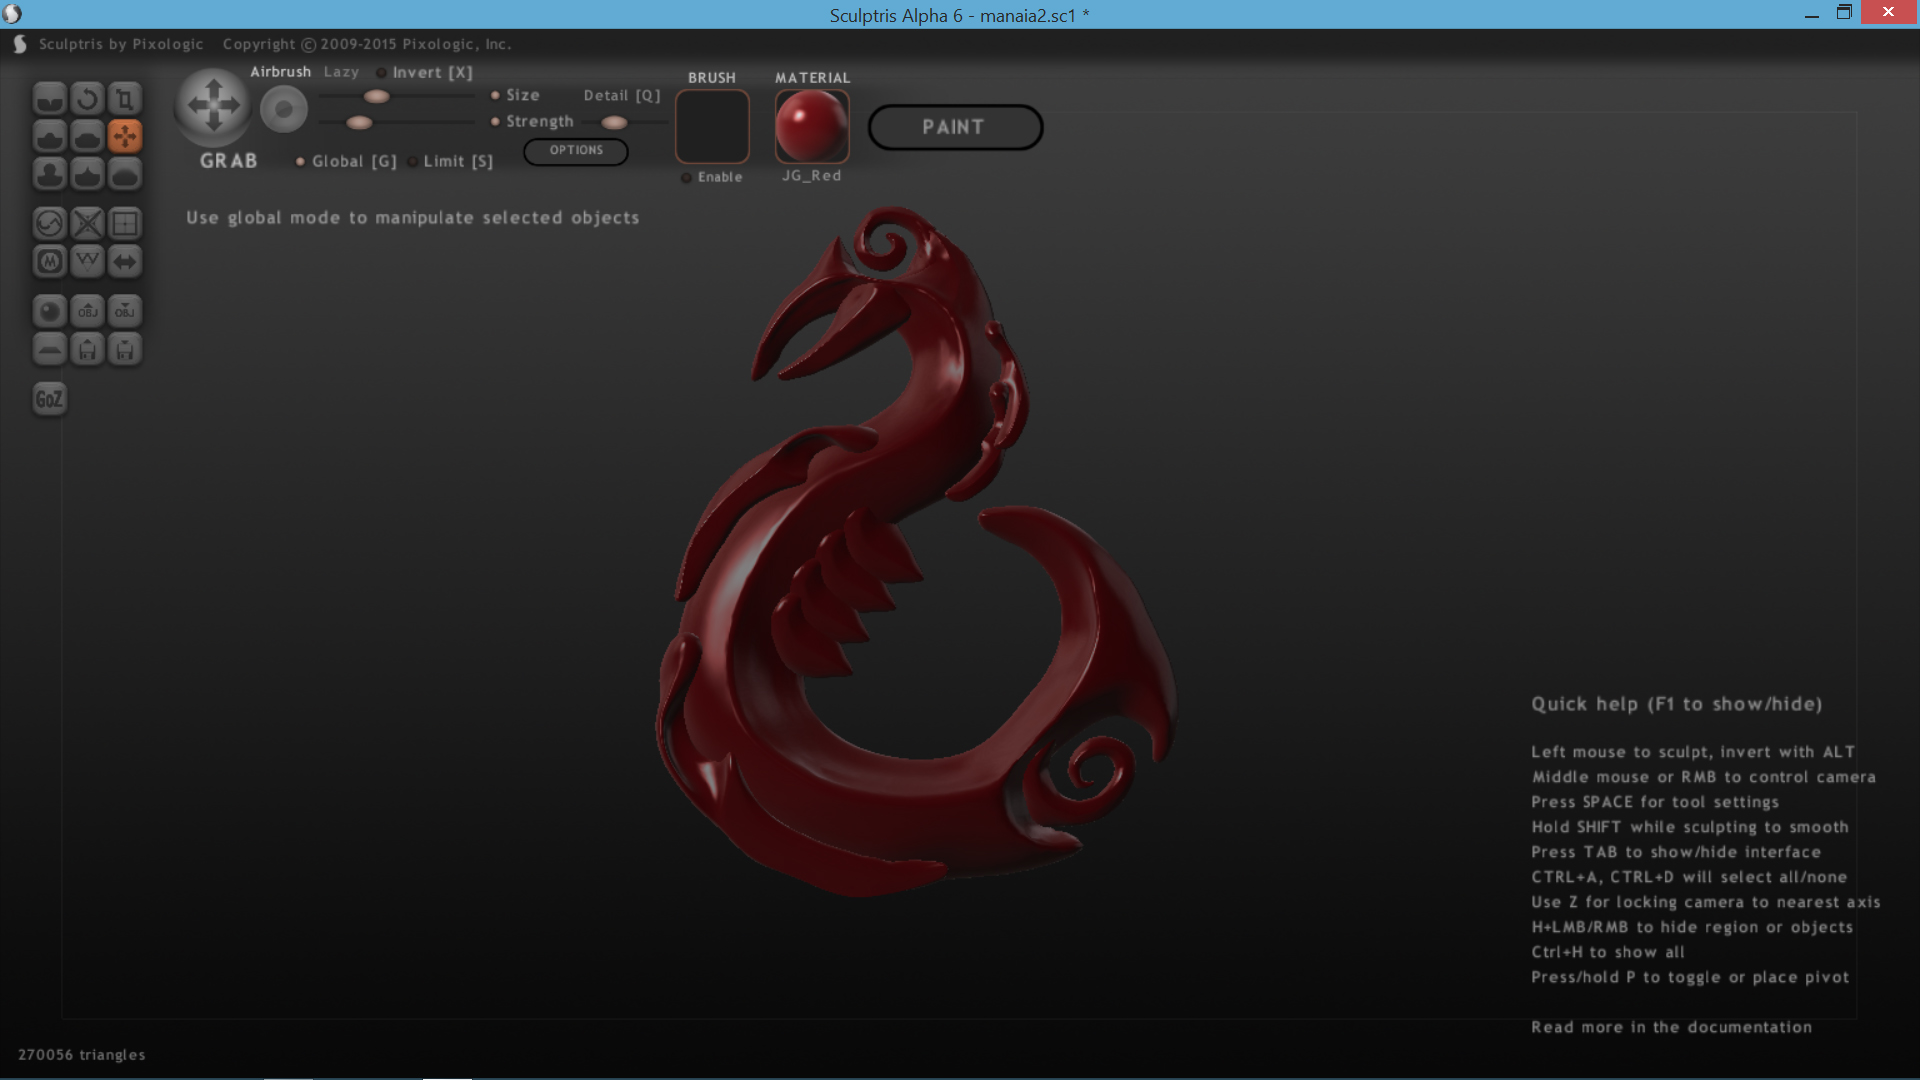 Sculptris Alpha 6 - manaia2.sc1 *
Sculptris by Pixologic Copyright © 2009-2015 Pixologic, Inc.
Airbrush Lazy Invert [X]
Size Detail [Q]
Strength
GRAB
Global [G] Limit [S]
OPTIONS
BRUSH
Enable
MATERIAL
JG_Red
PAINT
Use global mode to manipulate selected objects
M
OBJ OBJ
GoZ
Quick help (F1 to show/hide)
Left mouse to sculpt, invert with ALT
Middle mouse or RMB to control camera
Press SPACE for tool settings
Hold SHIFT while sculpting to smooth
Press TAB to show/hide interface
CTRL+A, CTRL+D will select all/none
Use Z for locking camera to nearest axis
H+LMB/RMB to hide region or objects
Ctrl+H to show all
Press/hold P to toggle or place pivot
Read more in the documentation
270056 triangles